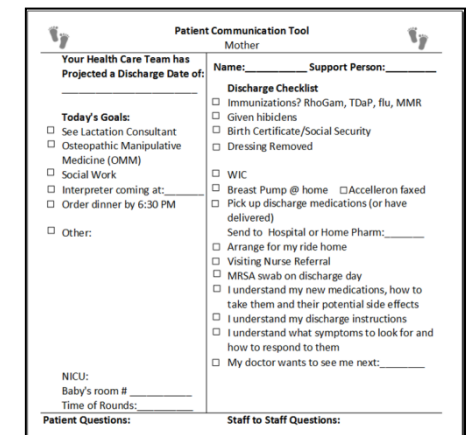 Patient Communication Tool
Mother
Your Health Care Team has
Projected a Discharge Date of:
_________________________
Today's Goals:
☐ See Lactation Consultant
☐ Osteopathic Manipulative
Medicine (OMM)
☐ Social Work
☐ Interpreter coming at:_______
☐ Order dinner by 6:30 PM
☐ Other:
NICU:
Baby's room # ___________
Time of Rounds:__________
Name:___________ Support Person:_________
Discharge Checklist
☐ Immunizations? RhoGam, TDaP, flu, MMR
☐ Given hibidens
☐ Birth Certificate/Social Security
☐ Dressing Removed
☐ WIC
☐ Breast Pump @ home ☐Accelleron faxed
☐ Pick up discharge medications (or have
delivered)
Send to Hospital or Home Pharm:_______
☐ Arrange for my ride home
☐ Visiting Nurse Referral
☐ MRSA swab on discharge day
☐ I understand my new medications, how to
take them and their potential side effects
☐ I understand my discharge instructions
☐ I understand what symptoms to look for and
how to respond to them
☐ My doctor wants to see me next:________
Patient Questions:
Staff to Staff Questions: